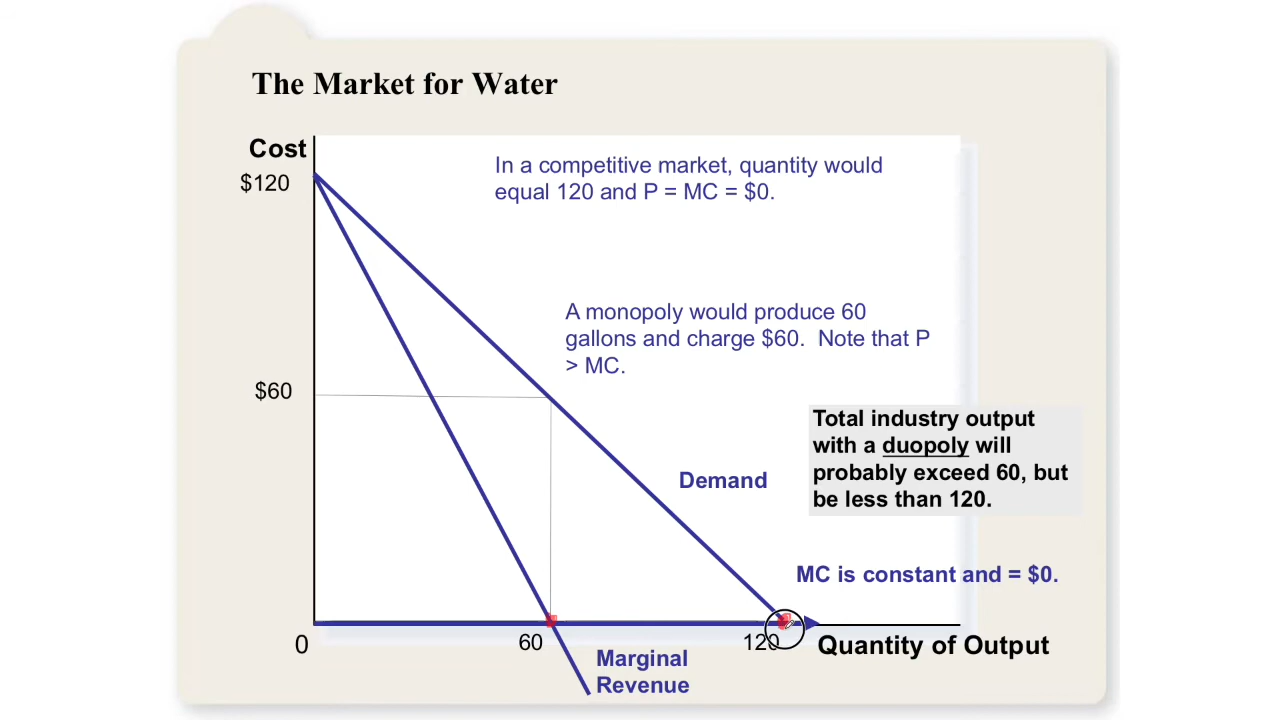 The Market for Water
Cost
$120
In a competitive market, quantity would
equal 120 and P = MC = $0.
A monopoly would produce 60
gallons and charge $60.  Note that P
> MC.
$60
Total industry output
with a duopoly will
probably exceed 60, but
be less than 120.
Demand
MC is constant and = $0.
0
60
120
Quantity of Output
Marginal
Revenue